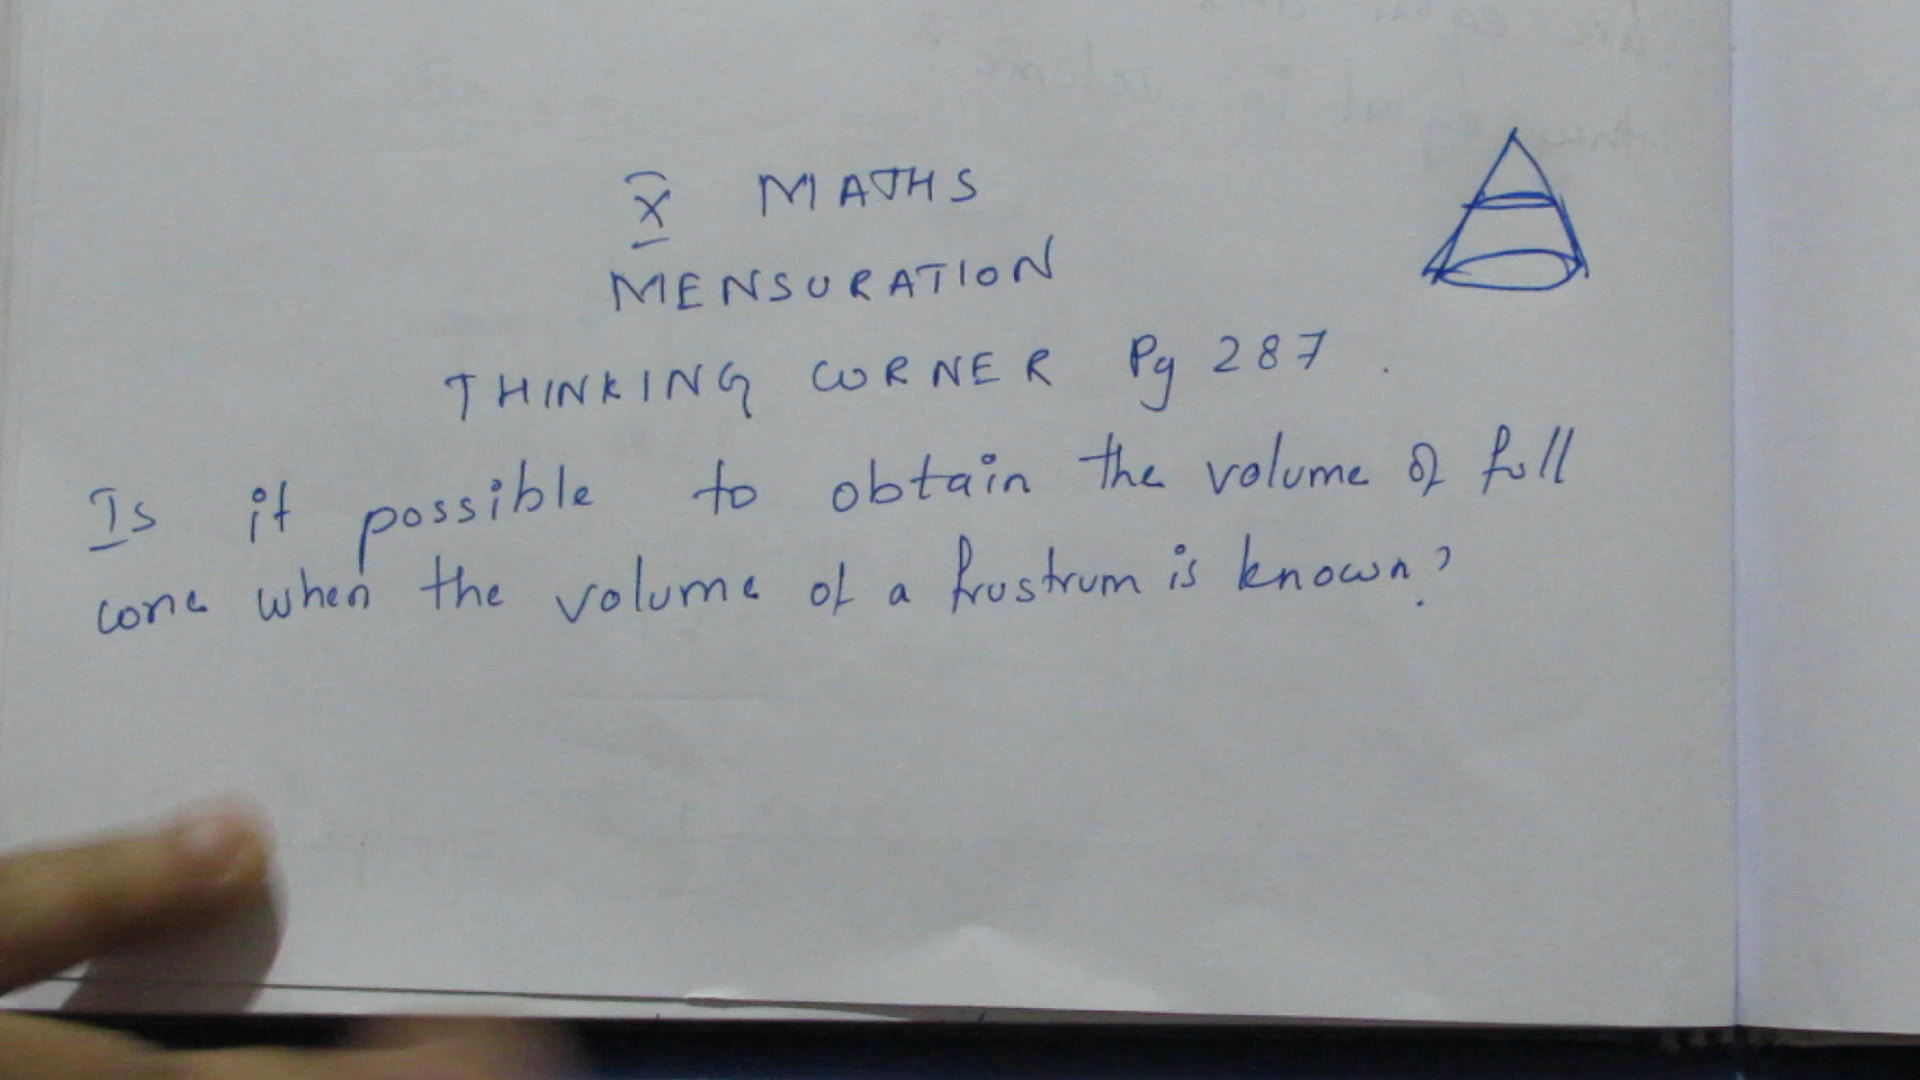 X MATHS
MENSURATION
THINKING CORNER Pg 287.
Is it possible to obtain the volume of full
cone when the volume of a frustrum is known?